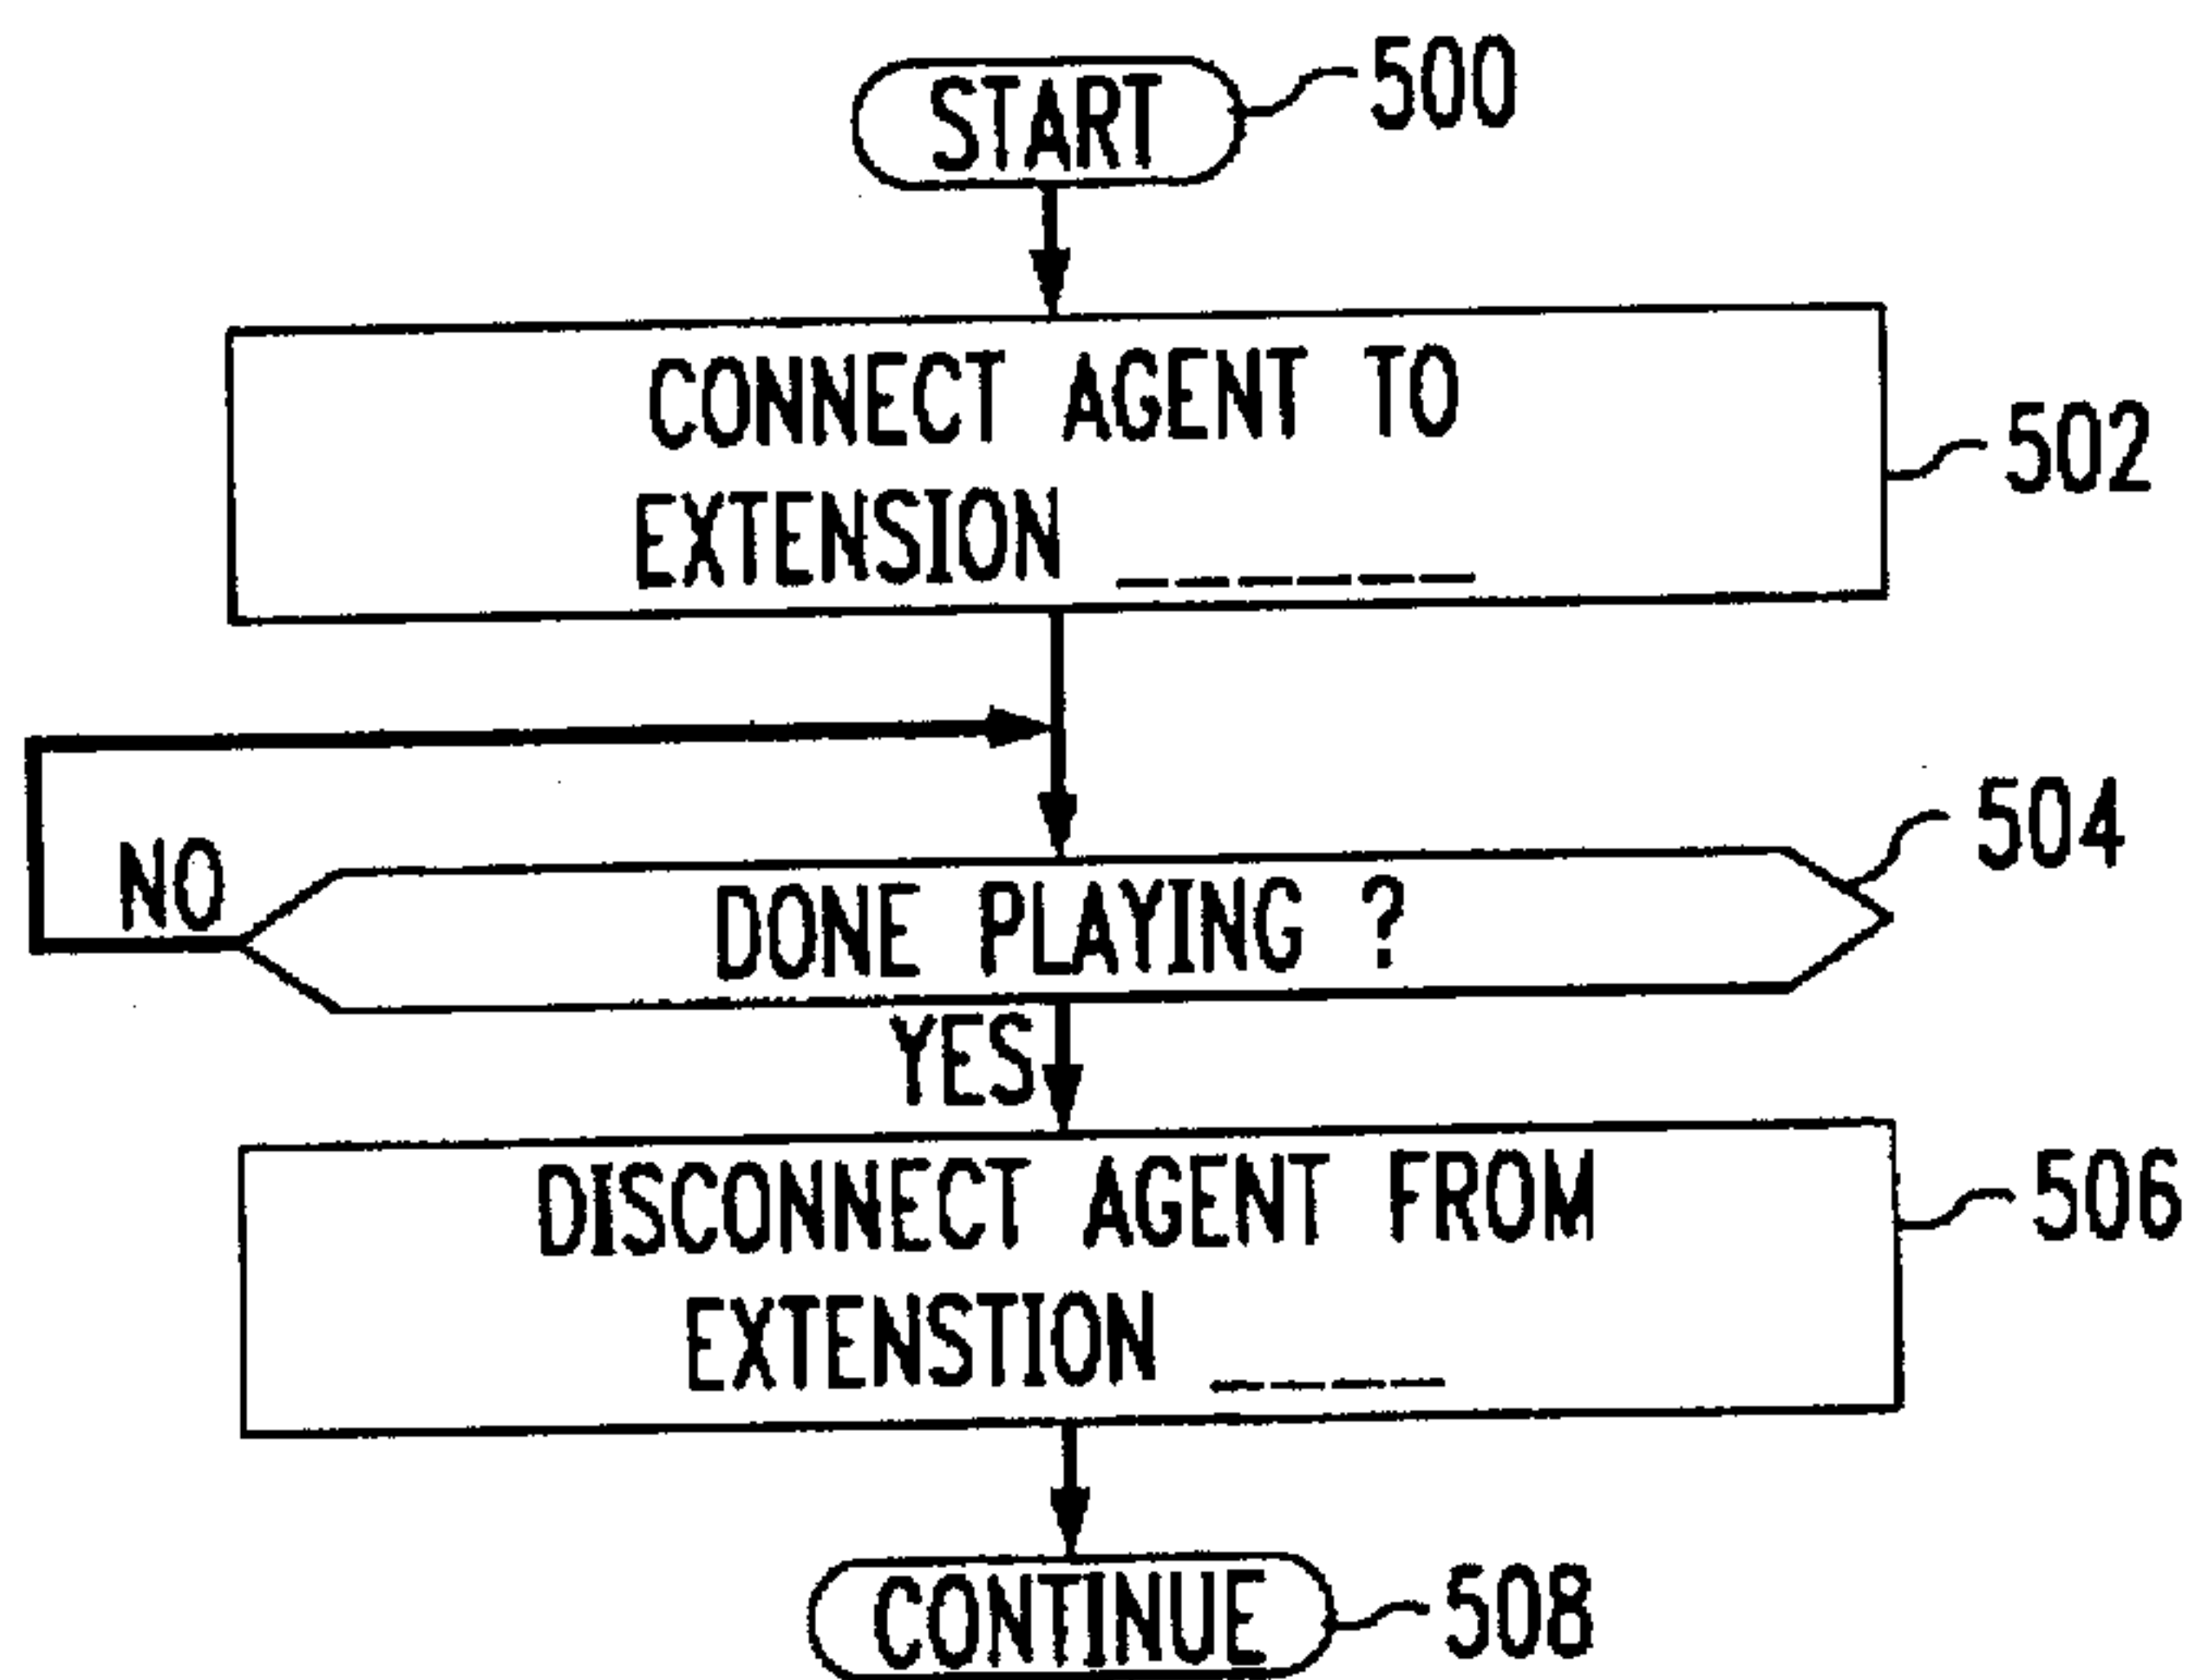 START 500
CONNECT AGENT TO
EXTENSION ______
502
NO
DONE PLAYING ?
504
YES
DISCONNECT AGENT FROM
EXTENSTION ____
506
CONTINUE 508